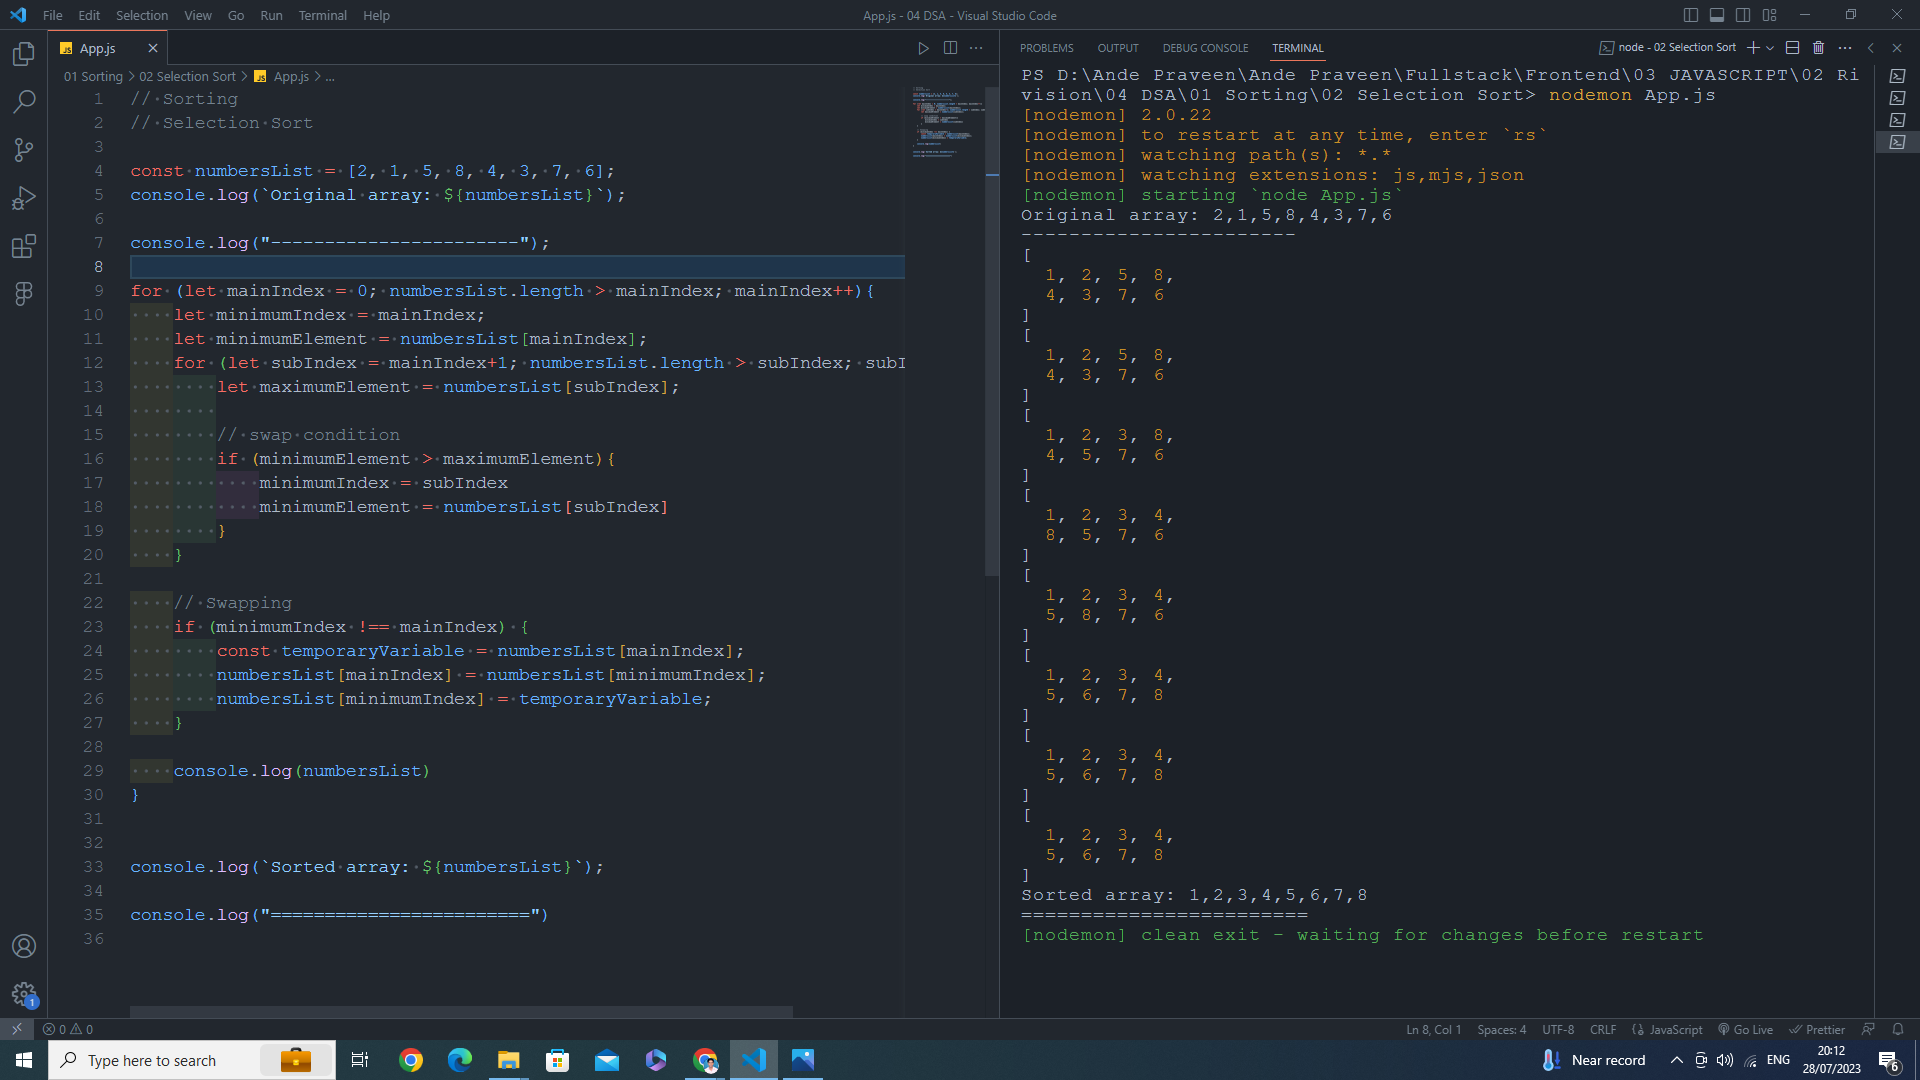 File Edit Selection View Go Run Terminal Help
App.js - 04 DSA - Visual Studio Code
JS App.js
01 Sorting > 02 Selection Sort > JS App.js > ...
1 // Sorting
2 // Selection Sort
3
4 const numbersList = [2, 1, 5, 8, 4, 3, 7, 6];
5 console.log(`Original array: ${numbersList}`);
6
7 console.log("-----------------------");
8
9 for (let mainIndex = 0; numbersList.length > mainIndex; mainIndex++){
10 let minimumIndex = mainIndex;
11 let minimumElement = numbersList[mainIndex];
12 for (let subIndex = mainIndex+1; numbersList.length > subIndex; subI
13 let maximumElement = numbersList[subIndex];
14
15 // swap condition
16 if (minimumElement > maximumElement){
17 minimumIndex = subIndex
18 minimumElement = numbersList[subIndex]
19 }
20 }
21
22 // Swapping
23 if (minimumIndex !== mainIndex) {
24 const temporaryVariable = numbersList[mainIndex];
25 numbersList[mainIndex] = numbersList[minimumIndex];
26 numbersList[minimumIndex] = temporaryVariable;
27 }
28
29 console.log(numbersList)
30 }
31
32
33 console.log(`Sorted array: ${numbersList}`);
34
35 console.log("========================")
36
PROBLEMS OUTPUT DEBUG CONSOLE TERMINAL
node - 02 Selection Sort
PS D:\Ande Praveen\Ande Praveen\Fullstack\Frontend\03 JAVASCRIPT\02 Ri
vision\04 DSA\01 Sorting\02 Selection Sort> nodemon App.js
[nodemon] 2.0.22
[nodemon] to restart at any time, enter `rs`
[nodemon] watching path(s): *.*
[nodemon] watching extensions: js,mjs,json
[nodemon] starting `node App.js`
Original array: 2,1,5,8,4,3,7,6
-----------------------
[
1, 2, 5, 8,
4, 3, 7, 6
]
[
1, 2, 5, 8,
4, 3, 7, 6
]
[
1, 2, 3, 8,
4, 5, 7, 6
]
[
1, 2, 3, 4,
8, 5, 7, 6
]
[
1, 2, 3, 4,
5, 8, 7, 6
]
[
1, 2, 3, 4,
5, 6, 7, 8
]
[
1, 2, 3, 4,
5, 6, 7, 8
]
[
1, 2, 3, 4,
5, 6, 7, 8
]
Sorted array: 1,2,3,4,5,6,7,8
========================
[nodemon] clean exit - waiting for changes before restart
1
0 0
Ln 8, Col 1 Spaces: 4 UTF-8 CRLF {} JavaScript Go Live Prettier
Type here to search
Near record
ENG
20:12
28/07/2023
6